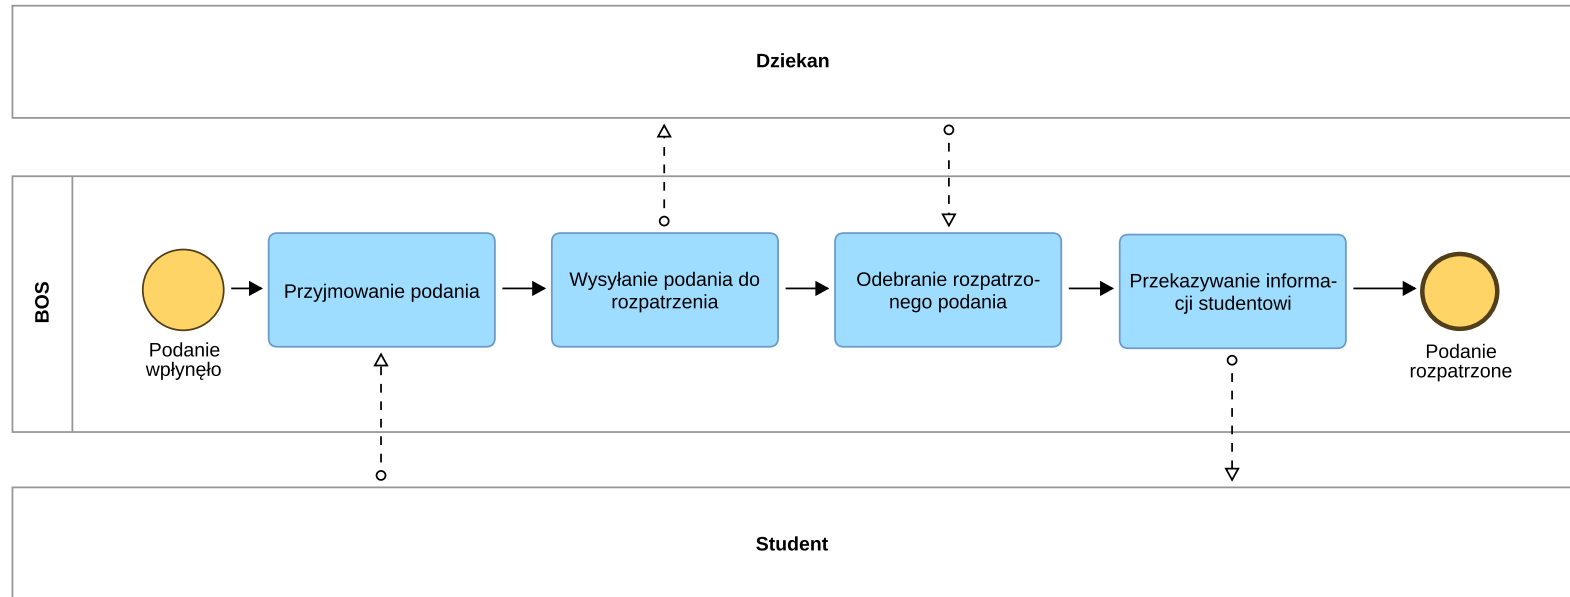 Dziekan
BOS
Podanie
wpłynęło
Przyjmowanie podania
Wysyłanie podania do
rozpatrzenia
Odebranie rozpatrzo-
nego podania
Przekazywanie informa-
cji studentowi
Podanie
rozpatrzone
Student